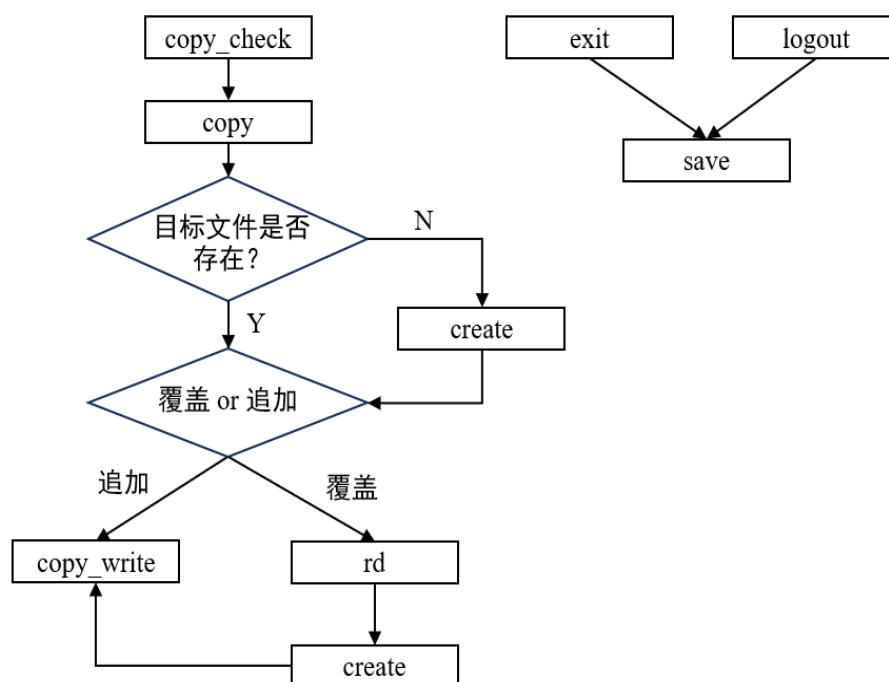 copy_check
exit
logout
copy
save
目标文件是否
存在？
N
create
Y
覆盖 or 追加
追加
覆盖
copy_write
rd
create